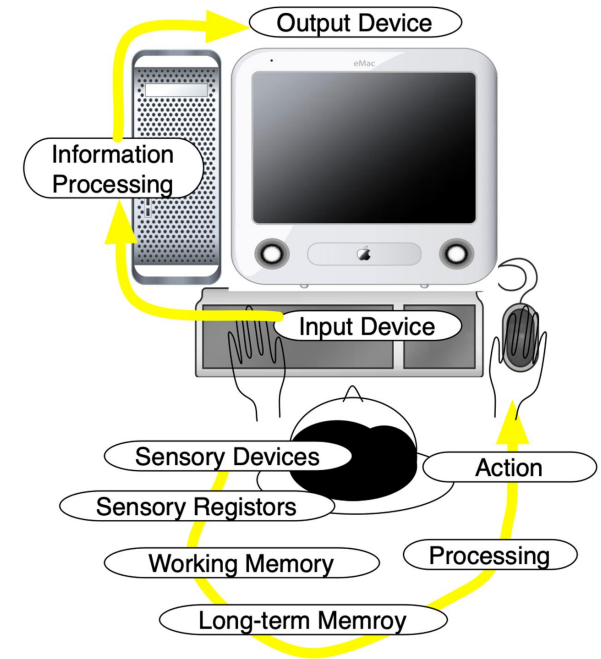 Output Device
eMac
Information
Processing
Input Device
Sensory Devices
Action
Sensory Registors
Processing
Working Memory
Long-term Memroy